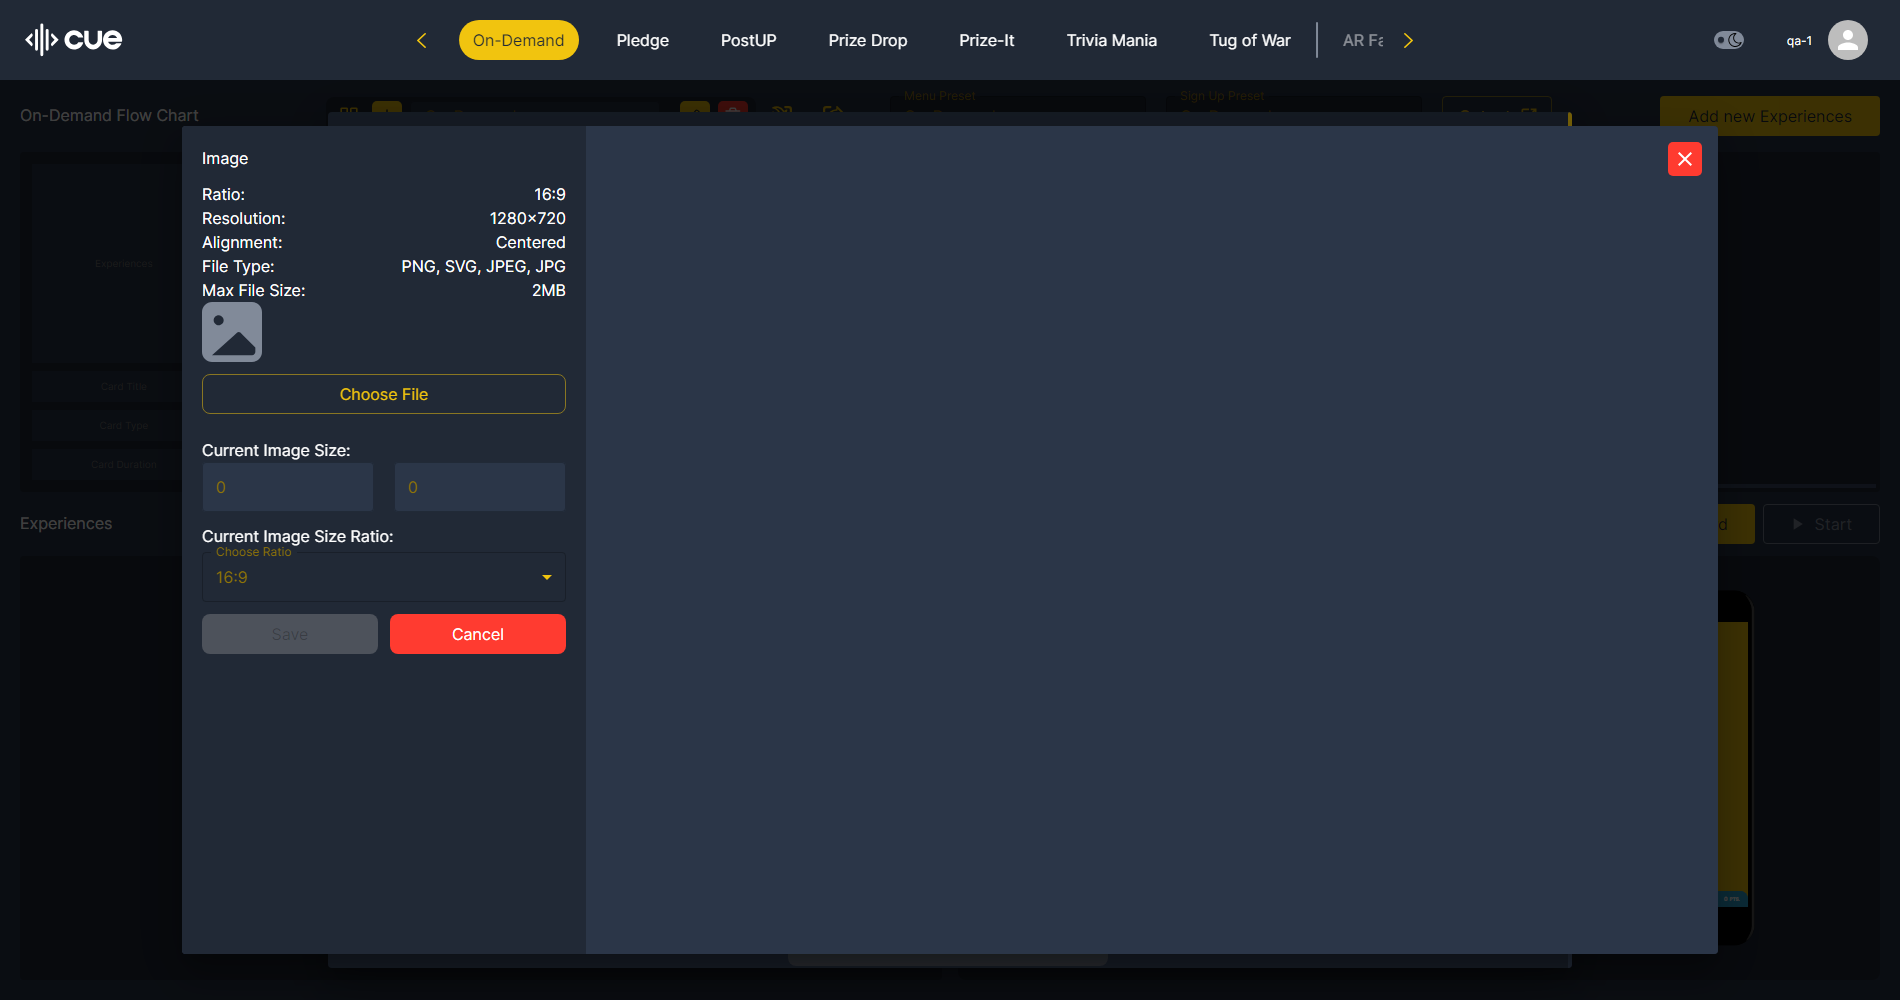 cue
On-Demand
Pledge
PostUP
Prize Drop
Prize-It
Trivia Mania
Tug of War
AR Fa
qa-1
On-Demand Flow Chart
Menu Preset
Sign Up Preset
Add new Experiences
Image
Ratio: 16:9
Resolution: 1280×720
Alignment: Centered
File Type: PNG, SVG, JPEG, JPG
Max File Size: 2MB
Choose File
Current Image Size:
0 0
Current Image Size Ratio:
Choose Ratio
16:9
Save Cancel
Experiences
Card Title
Card Type
Card Duration
Experiences
d
Start